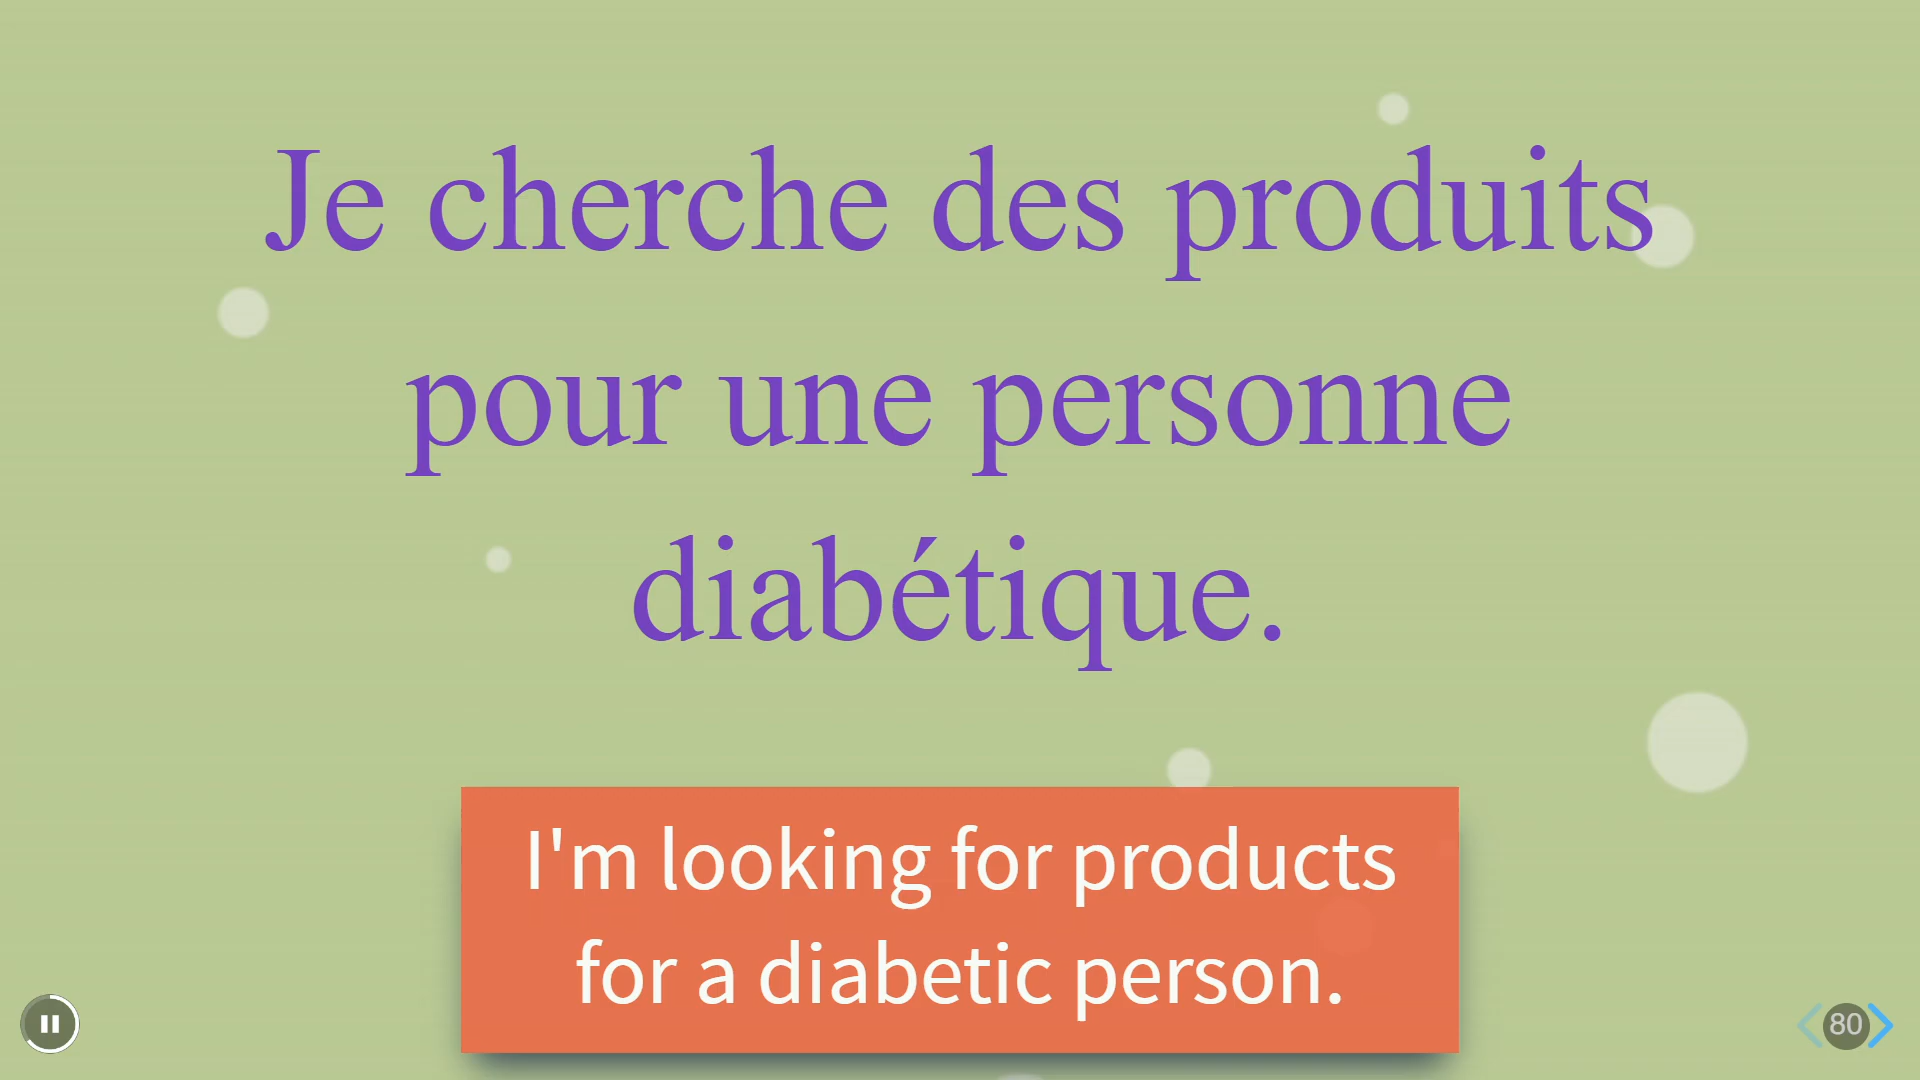 Je cherche des produits
pour une personne
diabétique.
I'm looking for products
for a diabetic person.
80